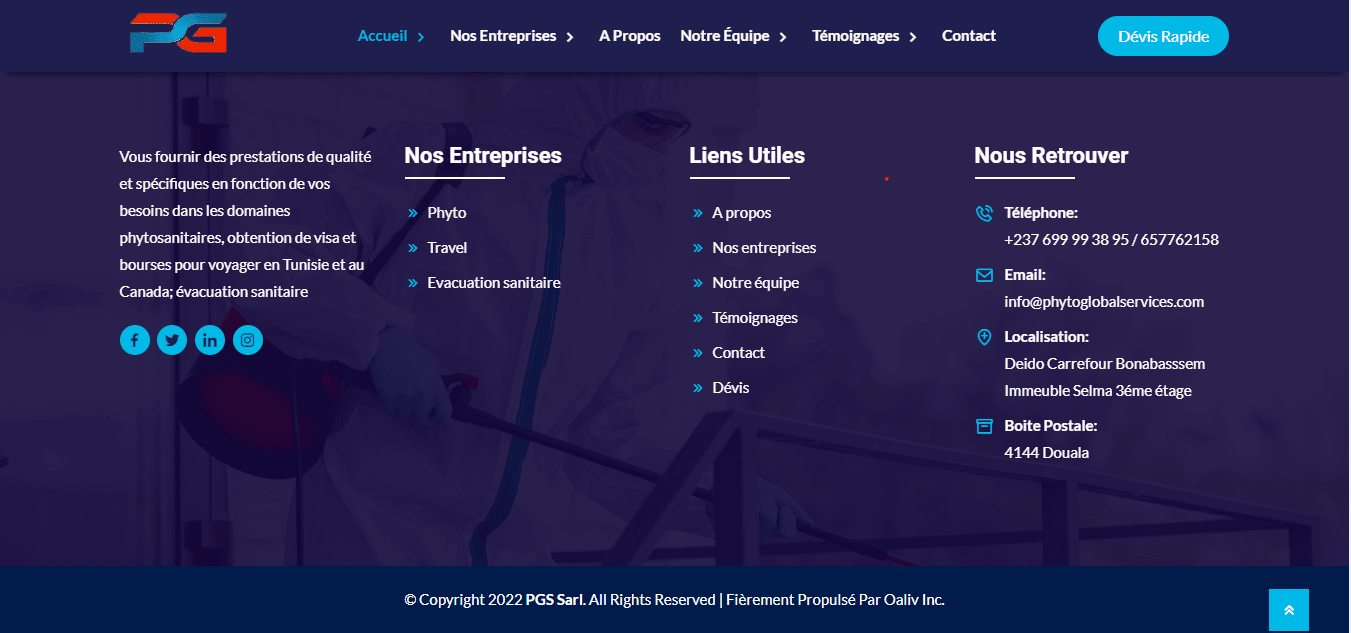 PG
Accueil Nos Entreprises A Propos Notre Équipe Témoignages Contact Dévis Rapide
Vous fournir des prestations de qualité
et spécifiques en fonction de vos
besoins dans les domaines
phytosanitaires, obtention de visa et
bourses pour voyager en Tunisie et au
Canada; évacuation sanitaire
Nos Entreprises
Phyto
Travel
Evacuation sanitaire
Liens Utiles
A propos
Nos entreprises
Notre équipe
Témoignages
Contact
Dévis
Nous Retrouver
Téléphone:
+237 699 99 38 95 / 657762158
Email:
info@phytoglobalservices.com
Localisation:
Deido Carrefour Bonabasssem
Immeuble Selma 3éme étage
Boite Postale:
4144 Douala
© Copyright 2022 PGS Sarl. All Rights Reserved | Fièrement Propulsé Par Oaliv Inc.